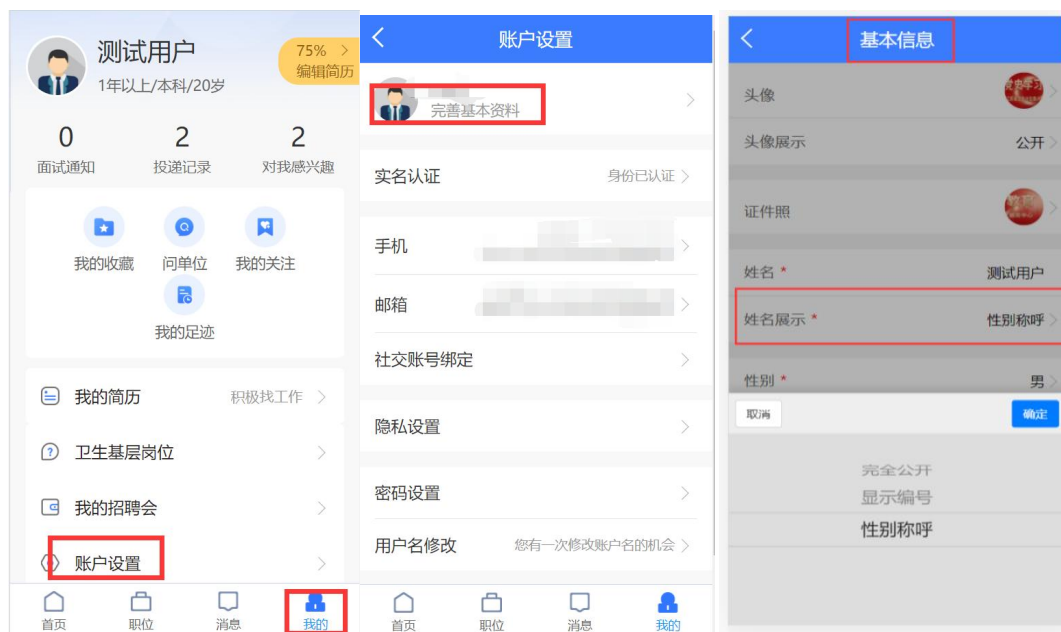 测试用户
75%
编辑简历
1年以上/本科/20岁
0
2
2
面试通知
投递记录
对我感兴趣
我的收藏
问单位
我的关注
我的足迹
我的简历
积极找工作
卫生基层岗位
我的招聘会
账户设置
首页
职位
消息
我的
账户设置
完善基本资料
实名认证
身份已认证
手机
邮箱
社交账号绑定
隐私设置
密码设置
用户名修改
您有一次修改账户名的机会
首页
职位
消息
我的
基本信息
头像
头像展示
公开
证件照
姓名 *
测试用户
姓名展示 *
性别称呼
性别 *
男
取消
确定
完全公开
显示编号
性别称呼